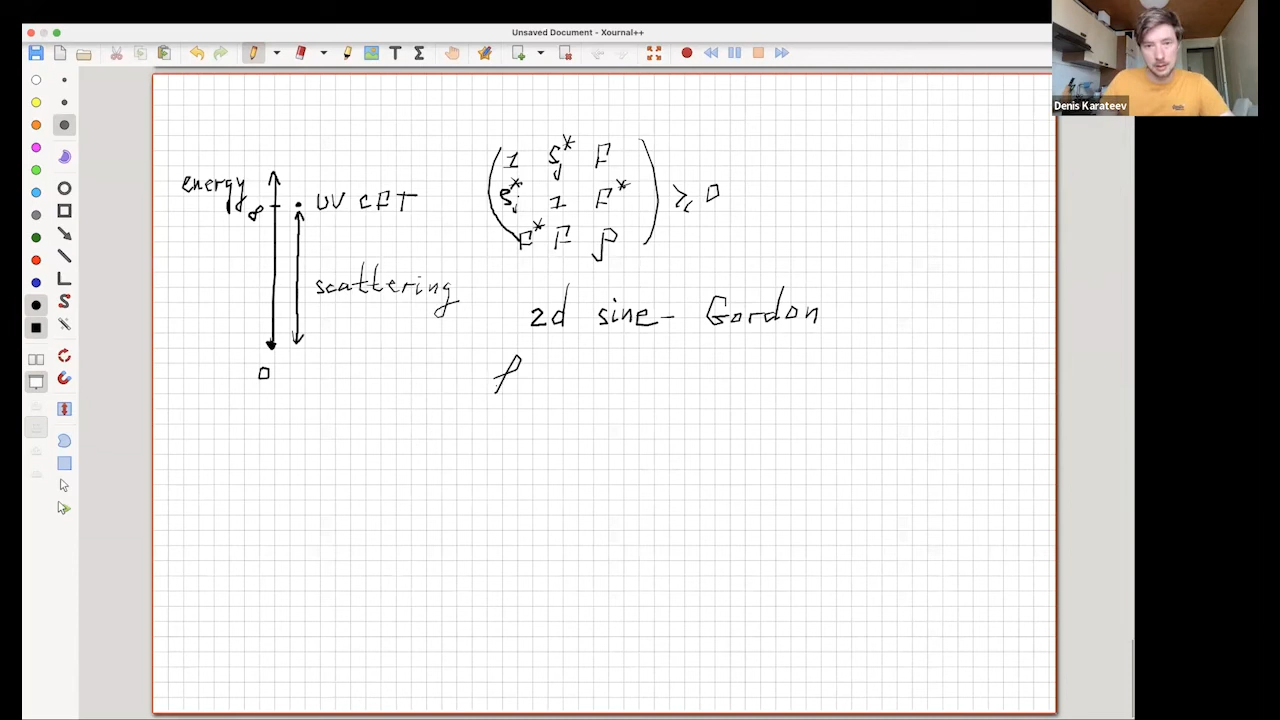 Unsaved Document - Xournal++
Denis Karateev
energy
∞
UV CFT
scattering
0
( 1 S* F
S* 1 F*
F* F ρ ) ≥ 0
2d sine- Gordon